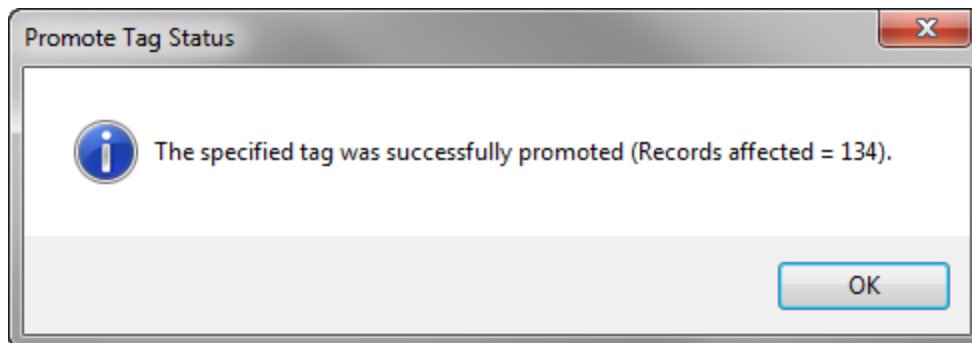 Promote Tag Status
The specified tag was successfully promoted (Records affected = 134).
OK